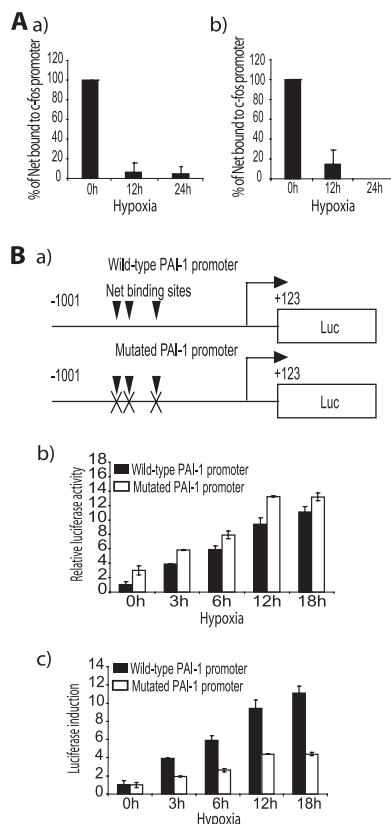 A a)
% of Net bound to c-fos promoter
120
100
80
60
40
20
0
0h 12h 24h
Hypoxia
b)
% of Net bound to c-fos promoter
120
100
80
60
40
20
0
0h 12h 24h
Hypoxia
B a)
Wild-type PAI-1 promoter
-1001 Net binding sites
+123
Luc
Mutated PAI-1 promoter
-1001
+123
Luc
b)
Relative luciferase activity
18
16
14
12
10
8
6
4
2
0
Wild-type PAI-1 promoter
Mutated PAI-1 promoter
0h 3h 6h 12h 18h
Hypoxia
c)
Luciferase induction
14
12
10
8
6
4
2
0
Wild-type PAI-1 promoter
Mutated PAI-1 promoter
0h 3h 6h 12h 18h
Hypoxia